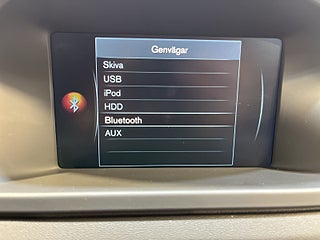 Genvägar
Skiva
USB
iPod
HDD
Bluetooth
AUX